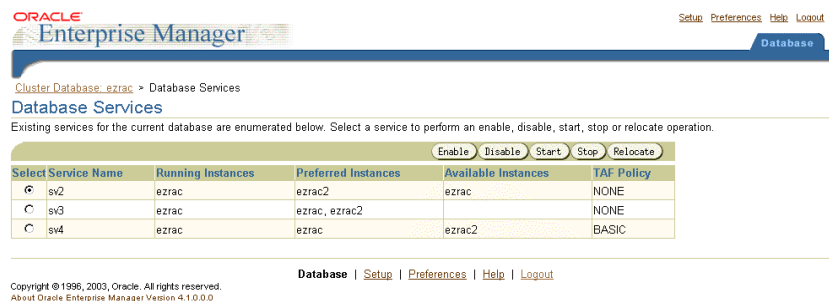 ORACLE
Enterprise Manager
Setup Preferences Help Logout
Database
Cluster Database: ezrac > Database Services
Database Services
Existing services for the current database are enumerated below. Select a service to perform an enable, disable, start, stop or relocate operation.
Enable Disable Start Stop Relocate
Select Service Name Running Instances Preferred Instances Available Instances TAF Policy
sv2 ezrac ezrac2 ezrac NONE
sv3 ezrac ezrac, ezrac2 NONE
sv4 ezrac ezrac ezrac2 BASIC
Database | Setup | Preferences | Help | Logout
Copyright © 1996, 2003, Oracle. All rights reserved.
About Oracle Enterprise Manager Version 4.1.0.0.0